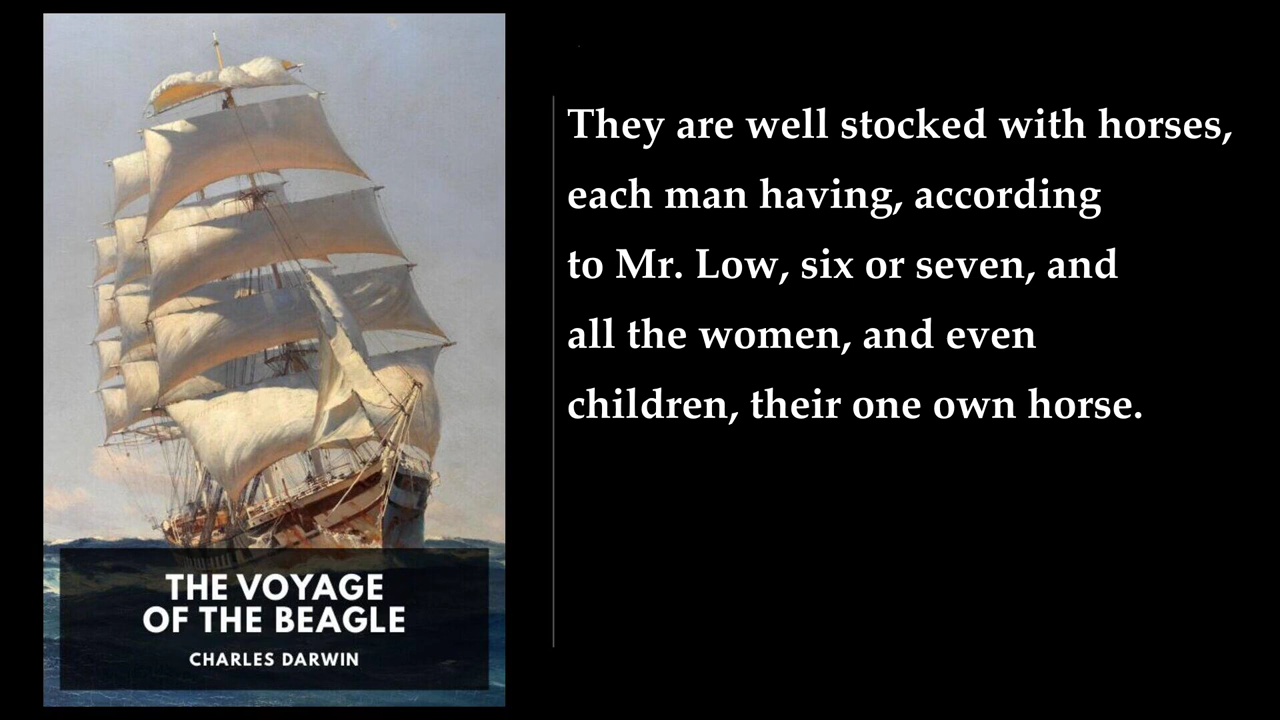 They are well stocked with horses,
each man having, according
to Mr. Low, six or seven, and
all the women, and even
children, their one own horse.
THE VOYAGE
OF THE BEAGLE
CHARLES DARWIN